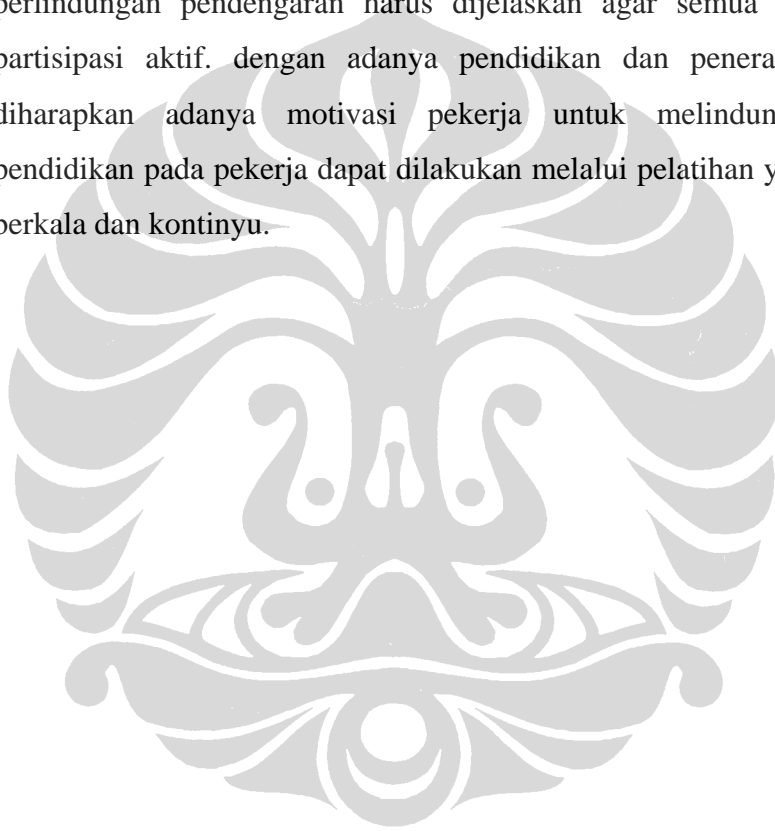 perlindungan pendengaran harus dijelaskan agar semua
partisipasi aktif. dengan adanya pendidikan dan
diharapkan adanya motivasi pekerja untuk
pendidikan pada pekerja dapat dilakukan melalui pelatihan
berkala dan kontinyu.